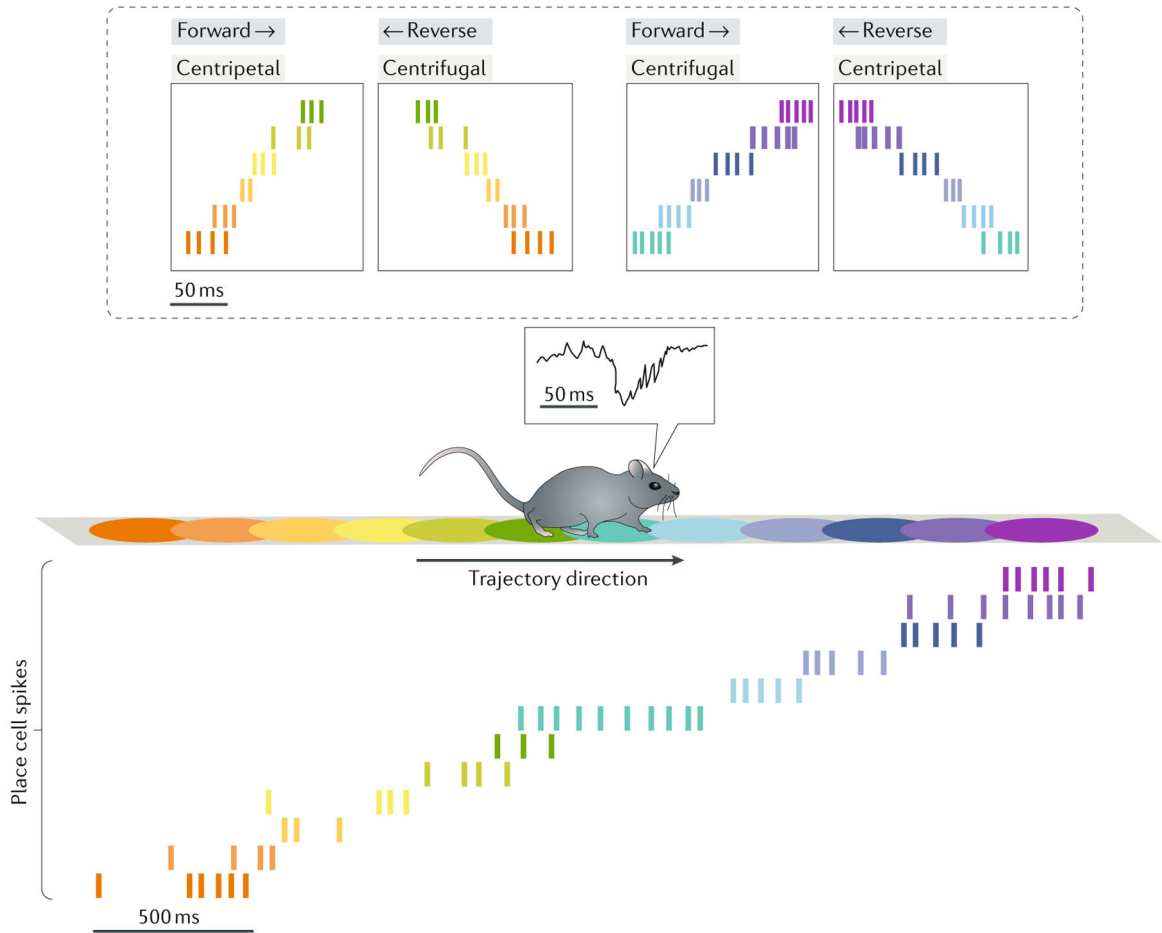 Forward →
← Reverse
Forward →
← Reverse
Centripetal
Centrifugal
Centrifugal
Centripetal
50 ms
50 ms
Trajectory direction
Place cell spikes
500 ms